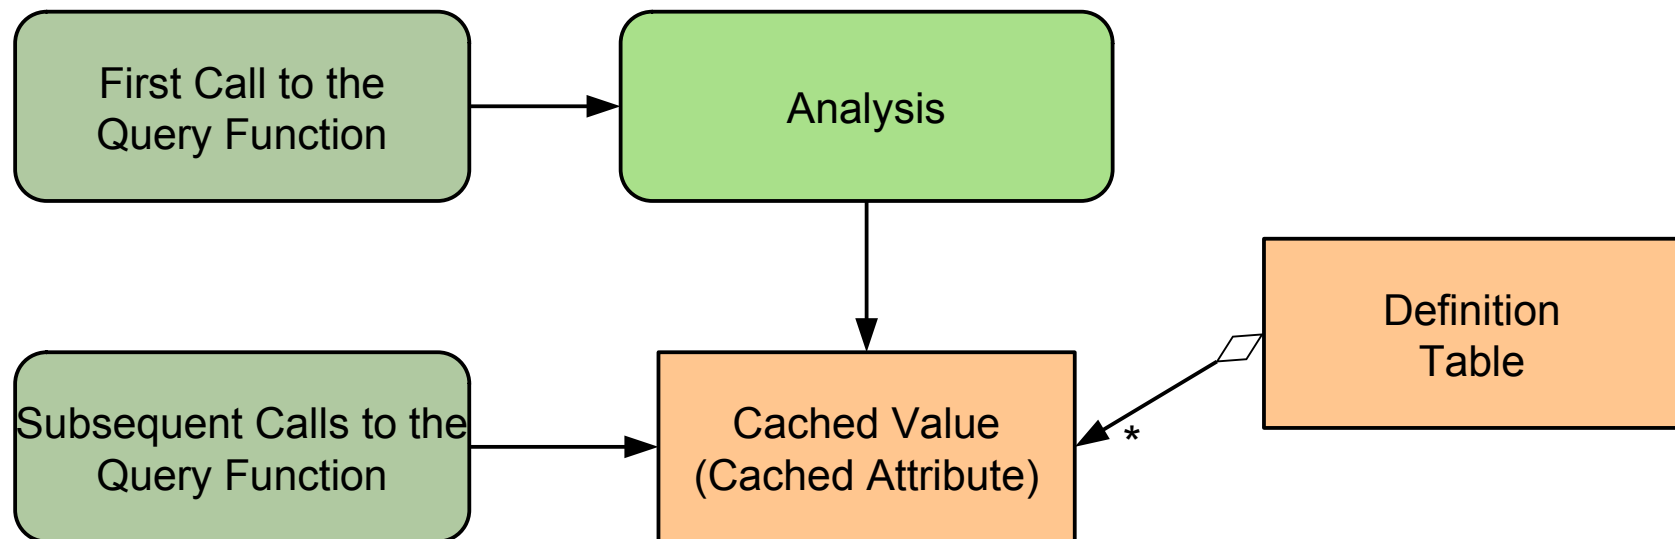 First Call to the
Query Function
Analysis
Definition
Table
Subsequent Calls to the
Query Function
Cached Value
(Cached Attribute)
*